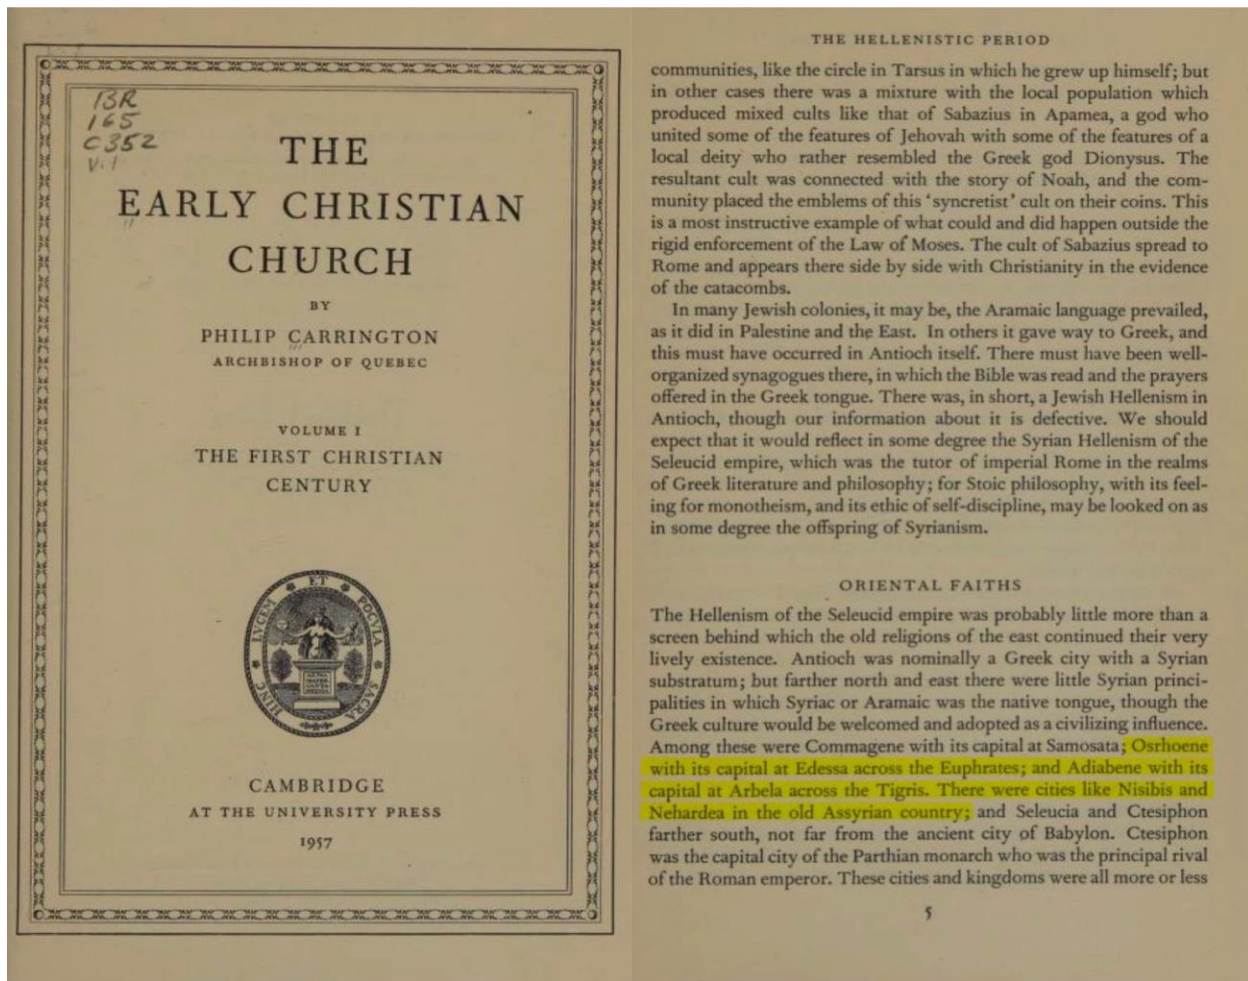 BR
165
C352
V.1
THE
EARLY CHRISTIAN
CHURCH
BY
PHILIP CARRINGTON
ARCHBISHOP OF QUEBEC
VOLUME I
THE FIRST CHRISTIAN
CENTURY
HINC LVCEM ET POCVLA SACRA
CAMBRIDGE
AT THE UNIVERSITY PRESS
1957
THE HELLENISTIC PERIOD
communities, like the circle in Tarsus in which he grew up himself; but
in other cases there was a mixture with the local population which
produced mixed cults like that of Sabazius in Apamea, a god who
united some of the features of Jehovah with some of the features of a
local deity who rather resembled the Greek god Dionysus. The
resultant cult was connected with the story of Noah, and the com-
munity placed the emblems of this ‘syncretist’ cult on their coins. This
is a most instructive example of what could and did happen outside the
rigid enforcement of the Law of Moses. The cult of Sabazius spread to
Rome and appears there side by side with Christianity in the evidence
of the catacombs.
In many Jewish colonies, it may be, the Aramaic language prevailed,
as it did in Palestine and the East. In others it gave way to Greek, and
this must have occurred in Antioch itself. There must have been well-
organized synagogues there, in which the Bible was read and the prayers
offered in the Greek tongue. There was, in short, a Jewish Hellenism in
Antioch, though our information about it is defective. We should
expect that it would reflect in some degree the Syrian Hellenism of the
Seleucid empire, which was the tutor of imperial Rome in the realms
of Greek literature and philosophy; for Stoic philosophy, with its feel-
ing for monotheism, and its ethic of self-discipline, may be looked on as
in some degree the offspring of Syrianism.
ORIENTAL FAITHS
The Hellenism of the Seleucid empire was probably little more than a
screen behind which the old religions of the east continued their very
lively existence. Antioch was nominally a Greek city with a Syrian
substratum; but farther north and east there were little Syrian princi-
palities in which Syriac or Aramaic was the native tongue, though the
Greek culture would be welcomed and adopted as a civilizing influence.
Among these were Commagene with its capital at Samosata; Osrhoene
with its capital at Edessa across the Euphrates; and Adiabene with its
capital at Arbela across the Tigris. There were cities like Nisibis and
Nehardea in the old Assyrian country; and Seleucia and Ctesiphon
farther south, not far from the ancient city of Babylon. Ctesiphon
was the capital city of the Parthian monarch who was the principal rival
of the Roman emperor. These cities and kingdoms were all more or less
5